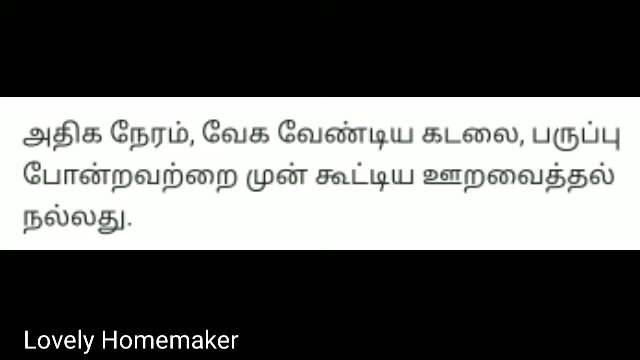 அதிக நேரம், வேக வேண்டிய கடலை, பருப்பு
போன்றவற்றை முன் கூட்டிய ஊறவைத்தல்
நல்லது.
Lovely Homemaker